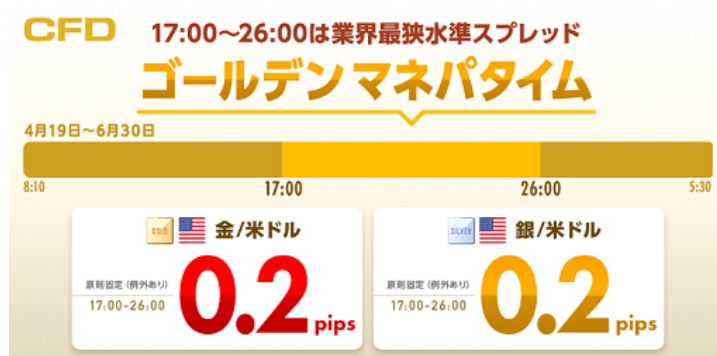 CFD
17:00～26:00は業界最狭水準スプレッド
ゴールデン マネパタイム
4月19日～6月30日
8:10 17:00 26:00 5:30
GOLD 金/米ドル
原則固定（例外あり）
17:00-26:00
0.2 pips
SILVER 銀/米ドル
原則固定（例外あり）
17:00-26:00
0.2 pips